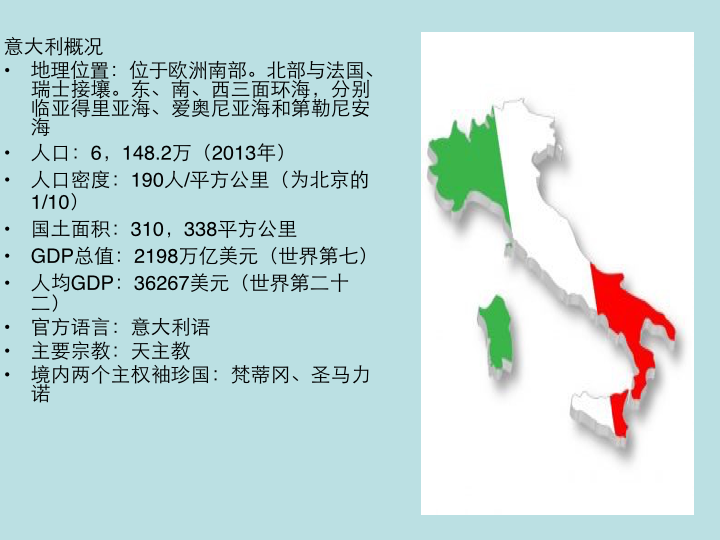 意大利概况
• 地理位置：位于欧洲南部。北部与法国、
瑞士接壤。东、南、西三面环海，分别
临亚得里亚海、爱奥尼亚海和第勒尼安
海
• 人口：6，148.2万（2013年）
• 人口密度：190人/平方公里（为北京的
1/10）
• 国土面积：310，338平方公里
• GDP总值：2198万亿美元（世界第七）
• 人均GDP：36267美元（世界第二十
二）
• 官方语言：意大利语
• 主要宗教：天主教
• 境内两个主权袖珍国：梵蒂冈、圣马力
诺